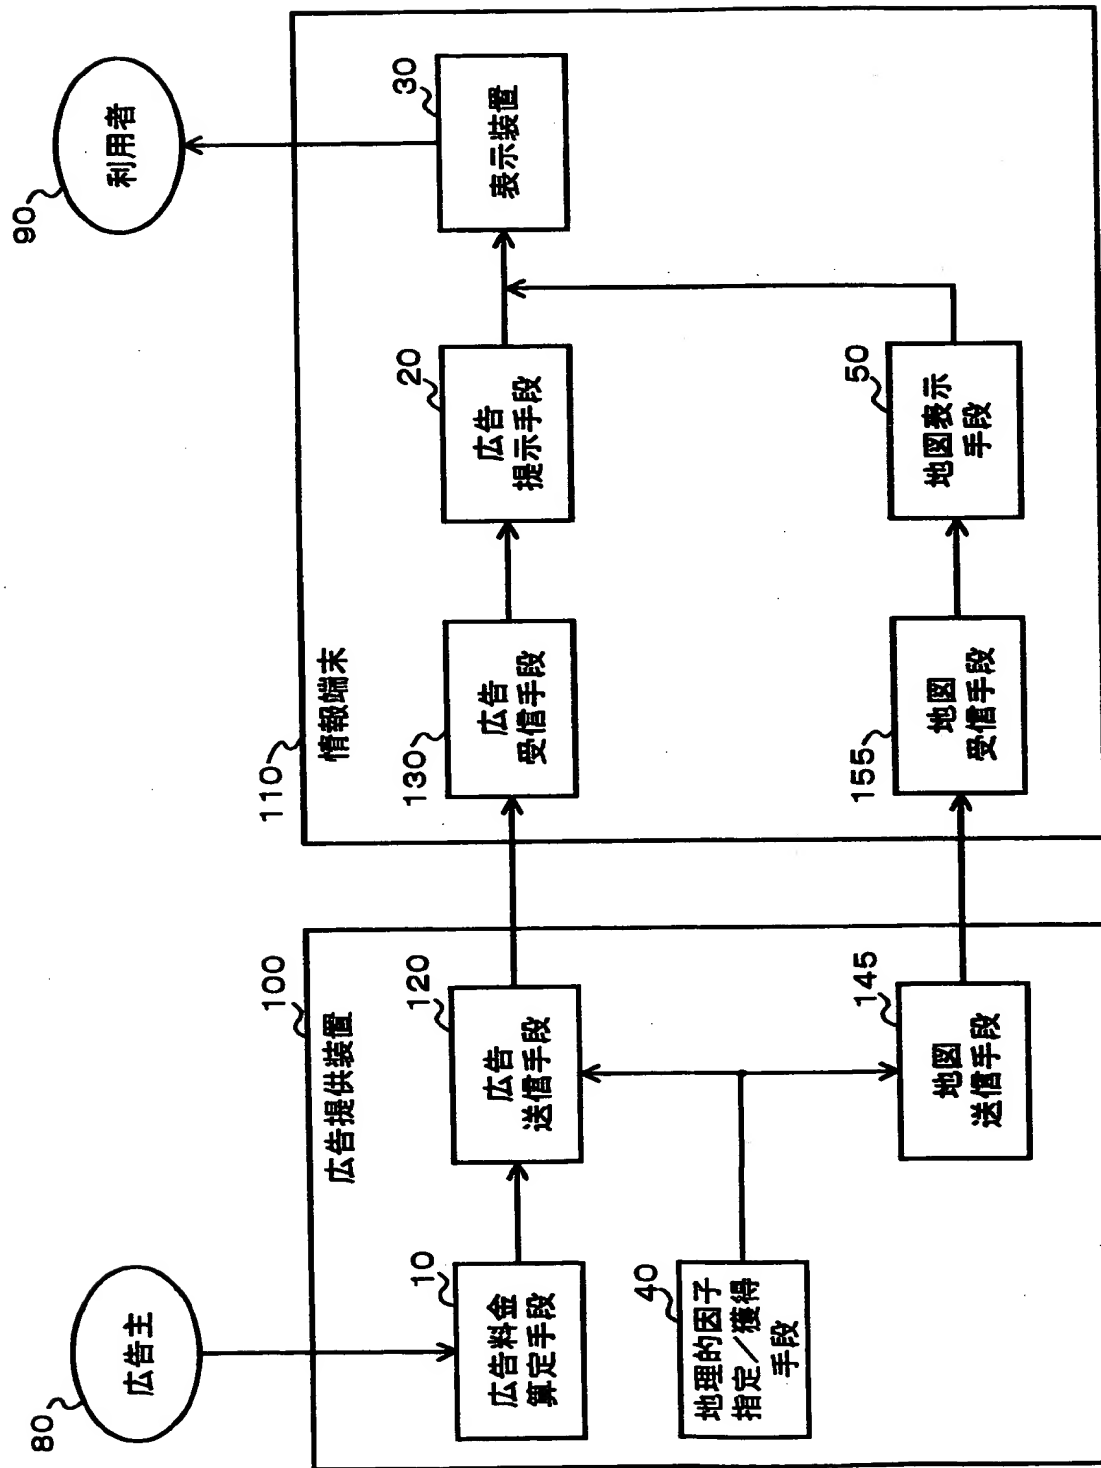 80
広告主
90
利用者
100
広告提供装置
10
広告料金
算定手段
120
広告
送信手段
40
地理的因子
指定／獲得
手段
145
地図
送信手段
110
情報端末
130
広告
受信手段
20
広告
提示手段
30
表示装置
155
地図
受信手段
50
地図表示
手段